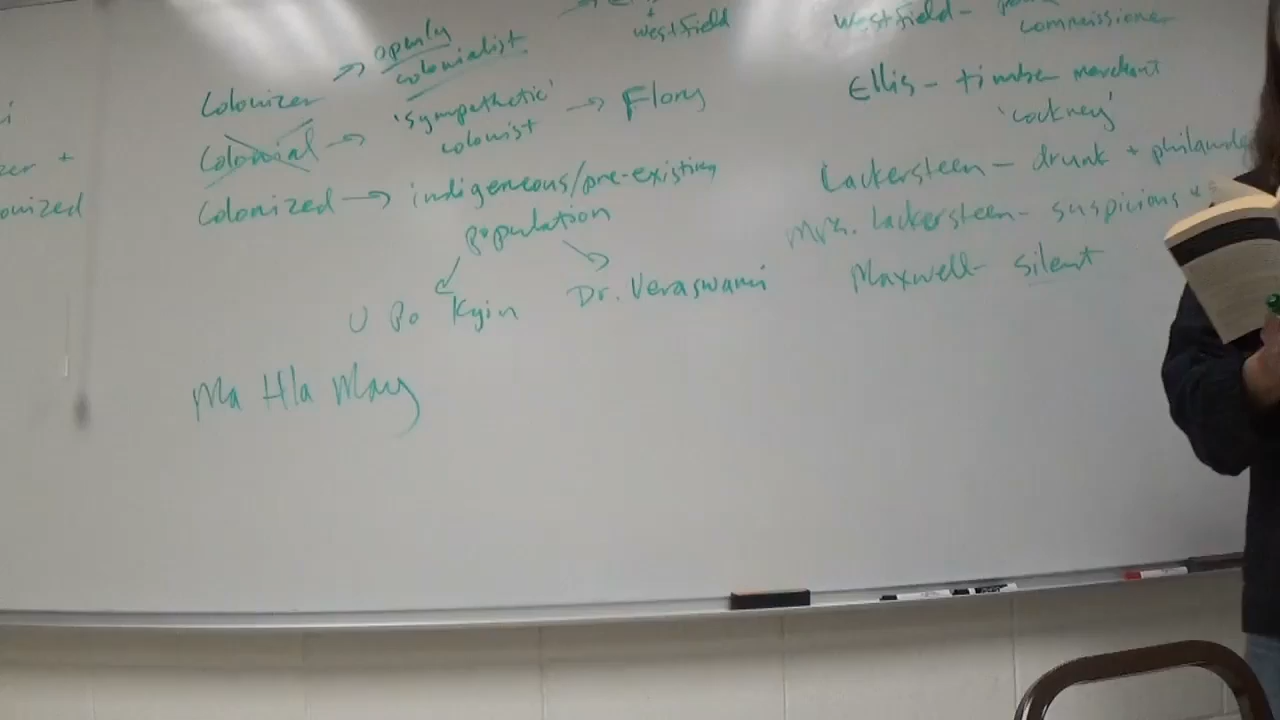 openly
Westfield
Westfield -
commissioner
colonialist
Colonizer →
Ellis - timber merchant
'sympathetic' → Flory
'cockney'
Colonial →
colonist
Lackersteen - drunk + philande
onized
Colonized → indigeneous/pre-existing
population
Mrs. Lackersteen - suspicious
Maxwell - silent
U Po Kyin
Dr. Veraswami
Ma Hla May